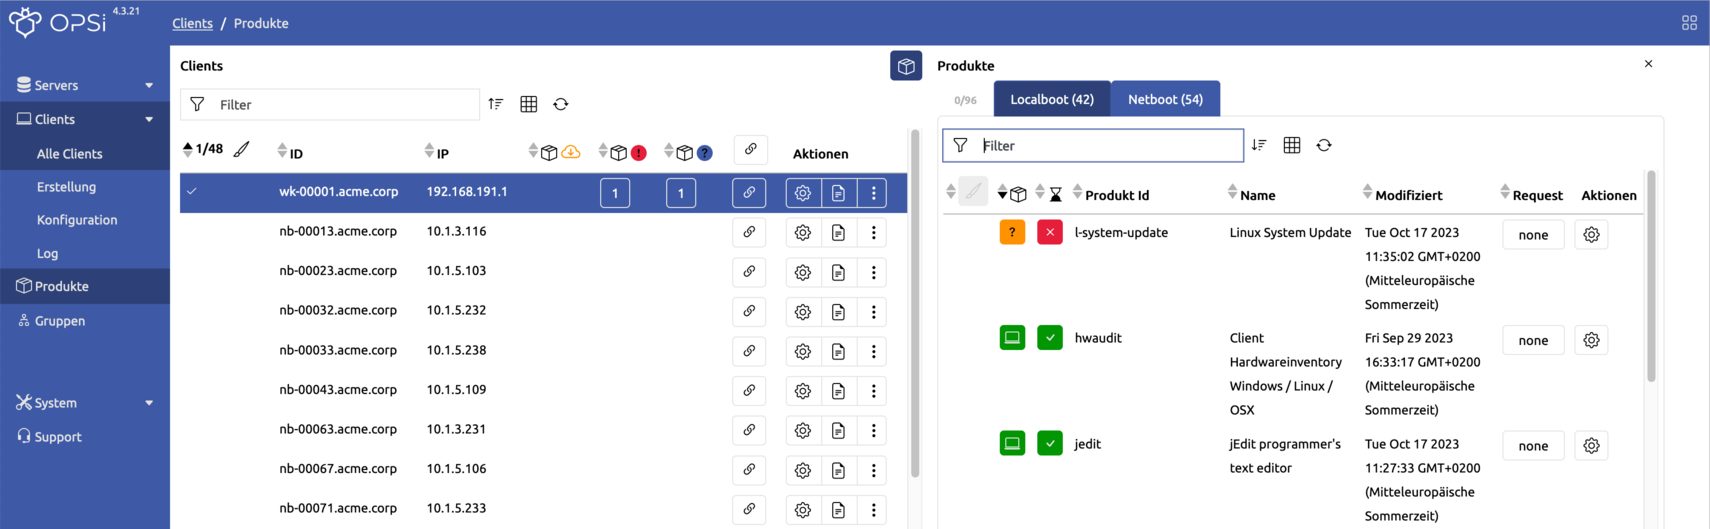 OPSi 4.3.21
Clients / Produkte
Servers
Clients
Alle Clients
Erstellung
Konfiguration
Log
Produkte
Gruppen
System
Support
Clients
Filter
1/48 ID IP ! ? Aktionen
wk-00001.acme.corp 192.168.191.1 1 1
nb-00013.acme.corp 10.1.3.116
nb-00023.acme.corp 10.1.5.103
nb-00032.acme.corp 10.1.5.232
nb-00033.acme.corp 10.1.5.238
nb-00043.acme.corp 10.1.5.109
nb-00063.acme.corp 10.1.3.231
nb-00067.acme.corp 10.1.5.106
nb-00071.acme.corp 10.1.5.233
Produkte
0/96 Localboot (42) Netboot (54)
Filter
Produkt Id Name Modifiziert Request Aktionen
? l-system-update Linux System Update Tue Oct 17 2023 none
11:35:02 GMT+0200
(Mitteleuropäische
Sommerzeit)
hwaudit Client Fri Sep 29 2023 none
Hardwareinventory 16:33:17 GMT+0200
Windows / Linux / (Mitteleuropäische
OSX Sommerzeit)
jedit jEdit programmer's Tue Oct 17 2023 none
text editor 11:27:33 GMT+0200
(Mitteleuropäische
Sommerzeit)